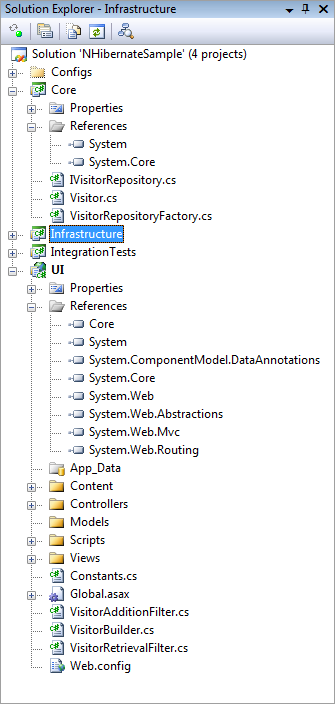 Solution Explorer - Infrastructure
Solution 'NHibernateSample' (4 projects)
Configs
Core
Properties
References
System
System.Core
IVisitorRepository.cs
Visitor.cs
VisitorRepositoryFactory.cs
Infrastructure
IntegrationTests
UI
Properties
References
Core
System
System.ComponentModel.DataAnnotations
System.Core
System.Web
System.Web.Abstractions
System.Web.Mvc
System.Web.Routing
App_Data
Content
Controllers
Models
Scripts
Views
Constants.cs
Global.asax
VisitorAdditionFilter.cs
VisitorBuilder.cs
VisitorRetrievalFilter.cs
Web.config